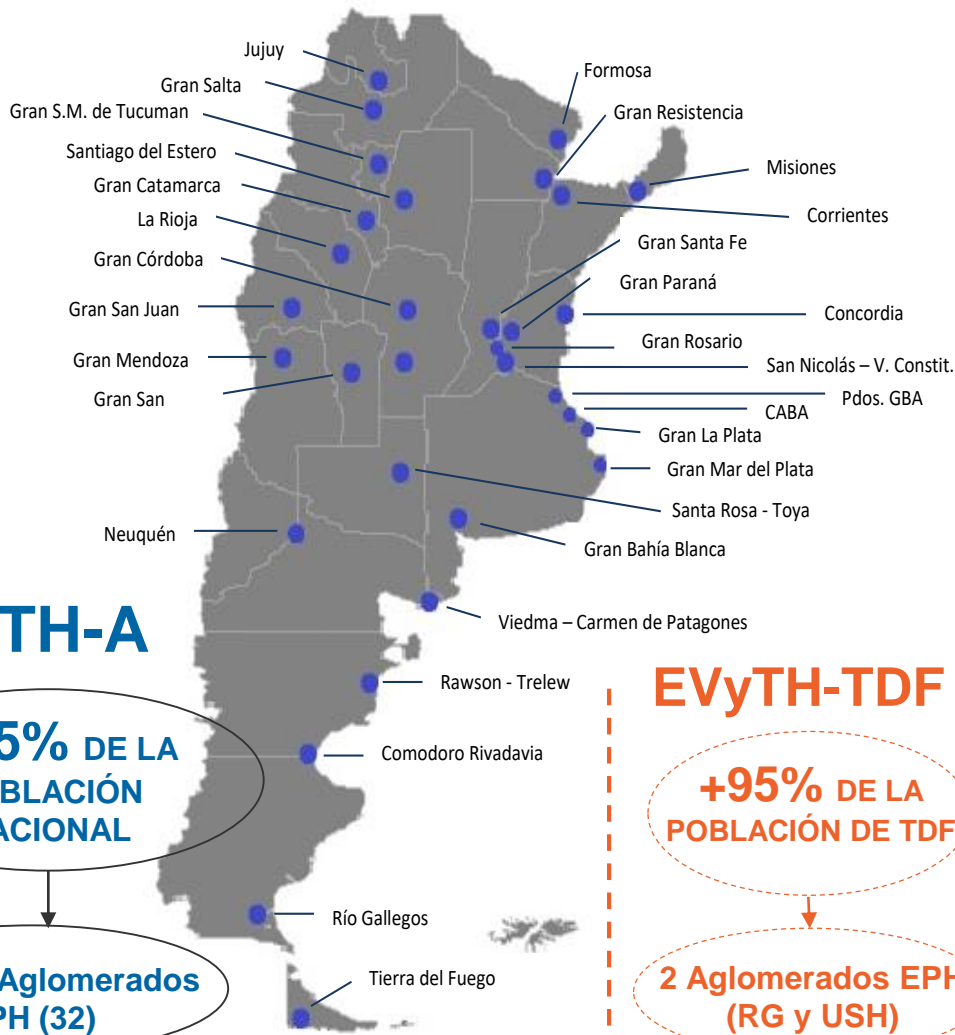 Jujuy
Gran Salta
Gran S.M. de Tucuman
Santiago del Estero
Gran Catamarca
La Rioja
Gran Córdoba
Gran San Juan
Gran Mendoza
Gran San
Neuquén
Formosa
Gran Resistencia
Misiones
Corrientes
Gran Santa Fe
Gran Paraná
Concordia
Gran Rosario
San Nicolás – V. Constit.
Pdos. GBA
CABA
Gran La Plata
Gran Mar del Plata
Santa Rosa - Toya
Gran Bahía Blanca
Viedma – Carmen de Patagones
Rawson - Trelew
Comodoro Rivadavia
Río Gallegos
Tierra del Fuego
TH-A
5% DE LA
BLACIÓN
ACIONAL
Aglomerados
PH (32)
EVyTH-TDF
+95% DE LA
POBLACIÓN DE TDF
2 Aglomerados EPH
(RG y USH)